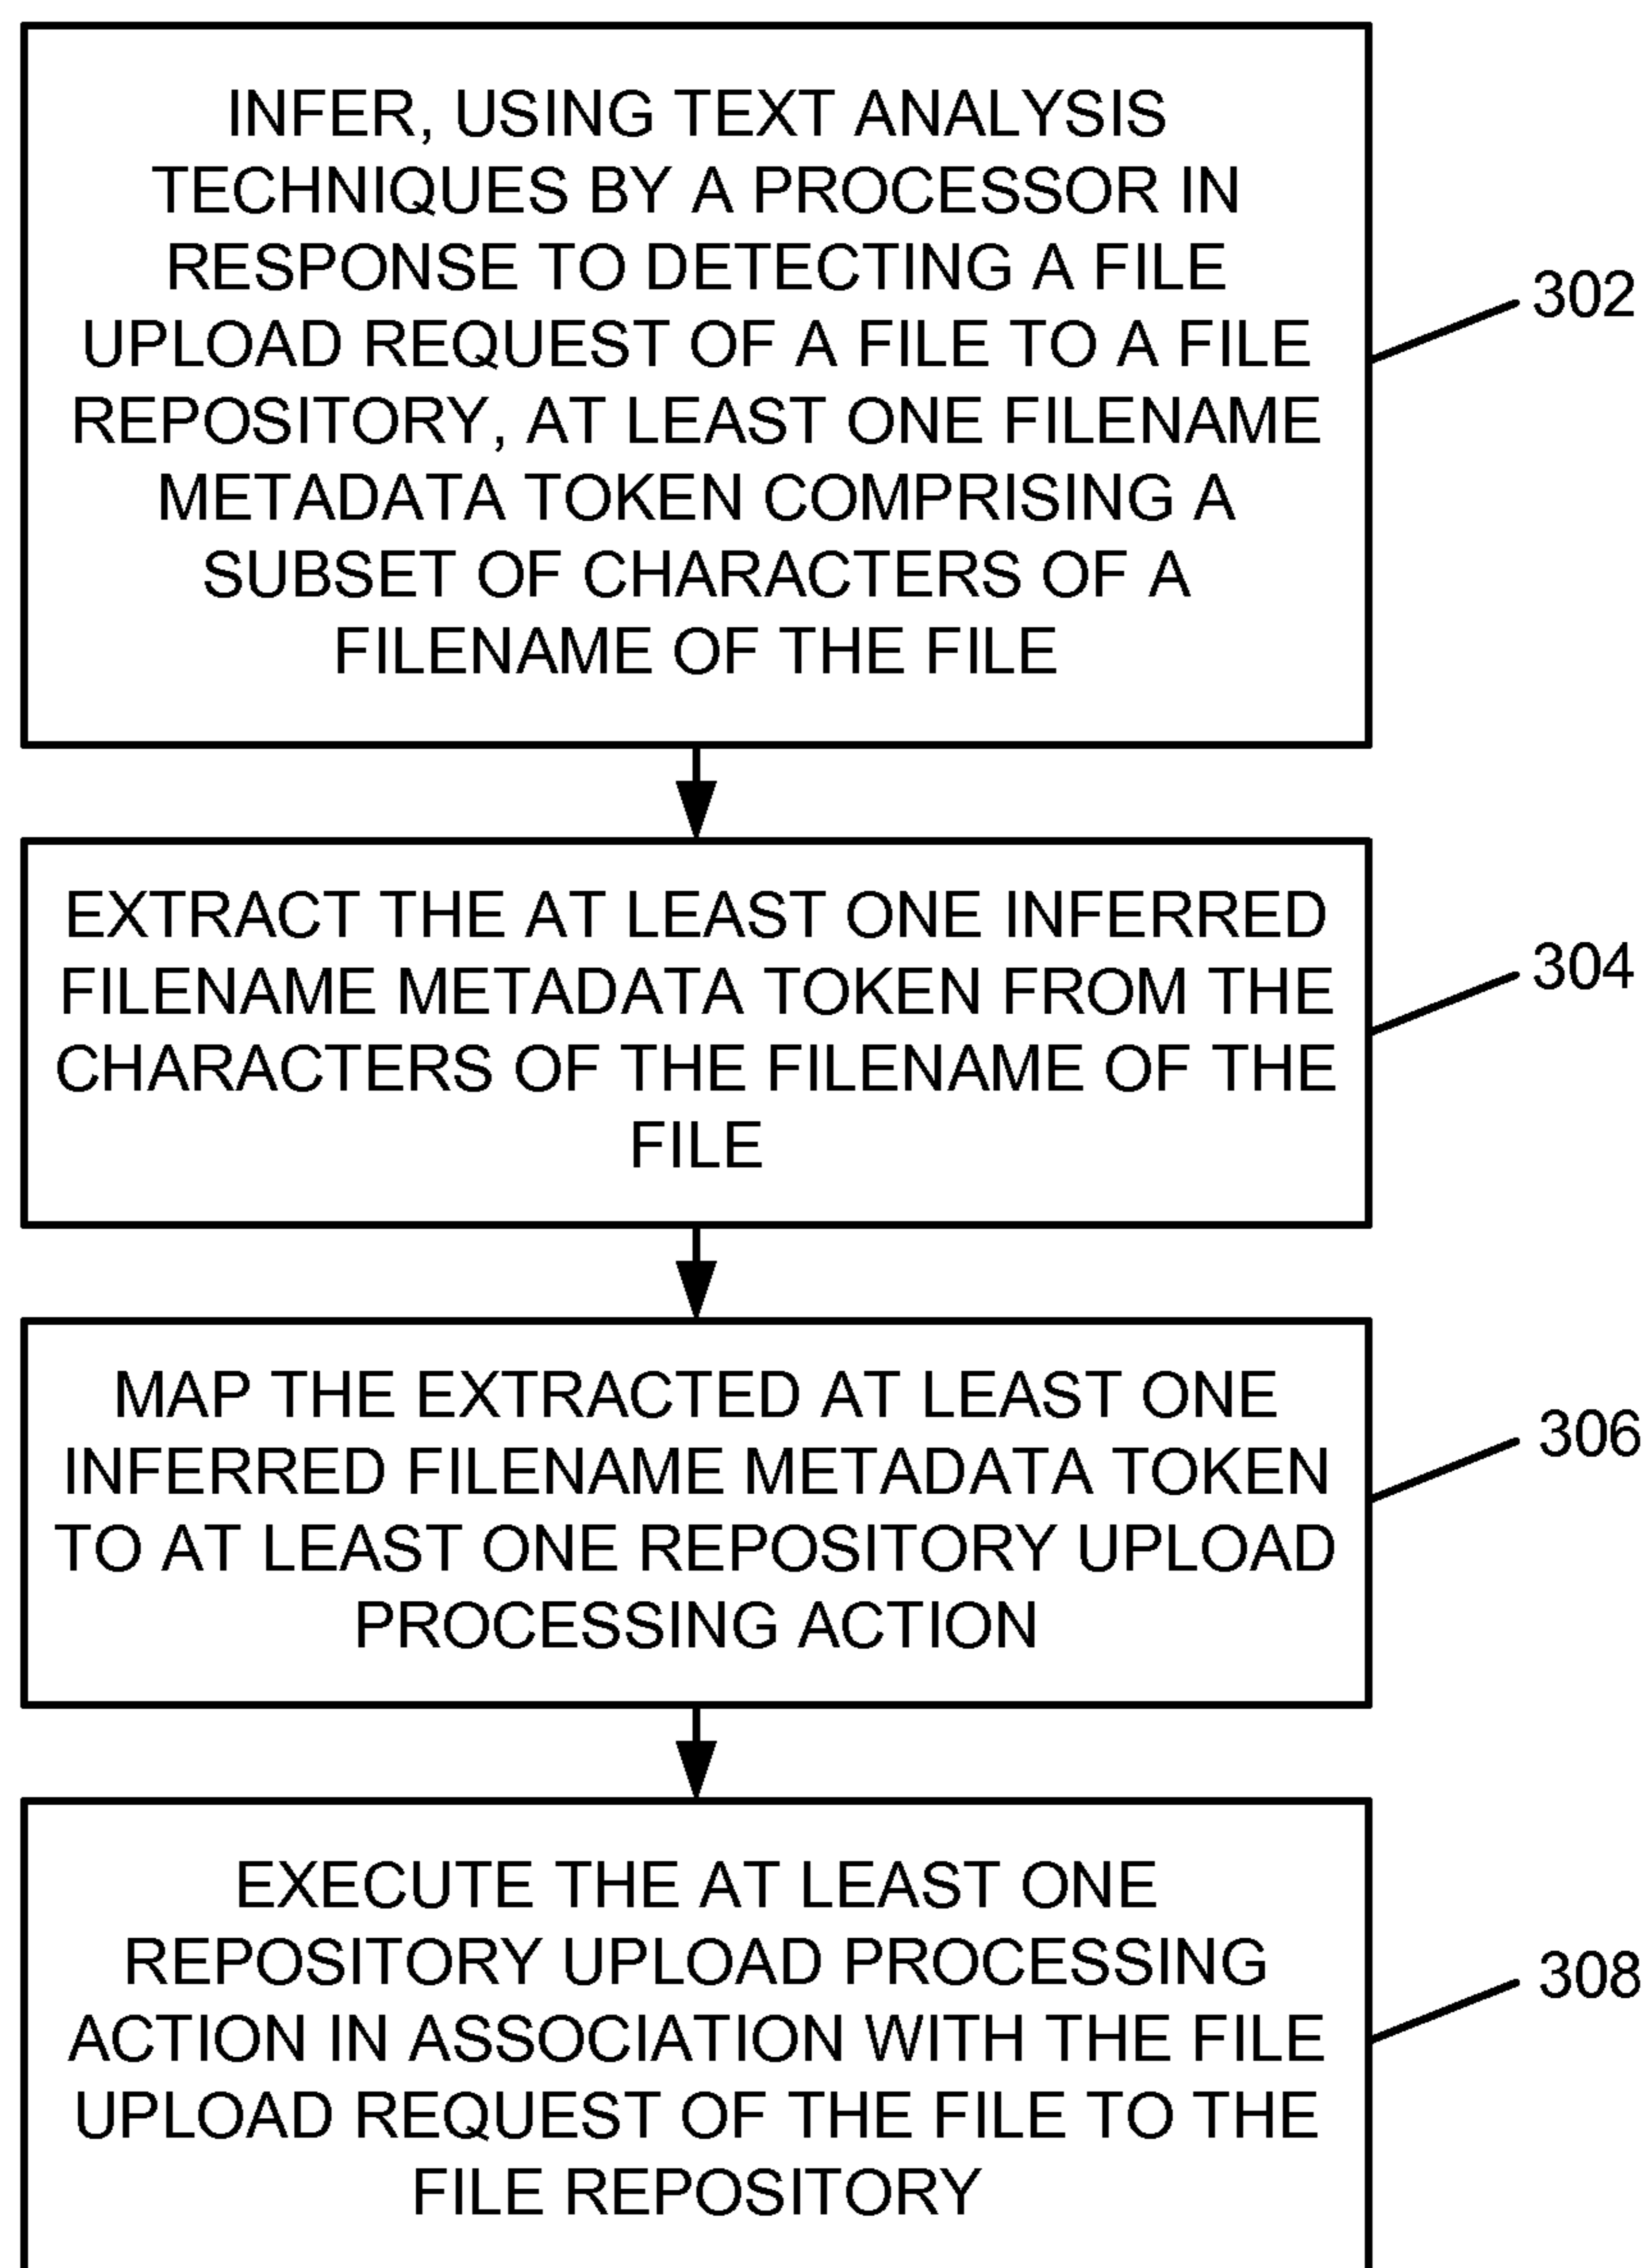 INFER, USING TEXT ANALYSIS
TECHNIQUES BY A PROCESSOR IN
RESPONSE TO DETECTING A FILE
UPLOAD REQUEST OF A FILE TO A FILE
REPOSITORY, AT LEAST ONE FILENAME
METADATA TOKEN COMPRISING A
SUBSET OF CHARACTERS OF A
FILENAME OF THE FILE
302
EXTRACT THE AT LEAST ONE INFERRED
FILENAME METADATA TOKEN FROM THE
CHARACTERS OF THE FILENAME OF THE
FILE
304
MAP THE EXTRACTED AT LEAST ONE
INFERRED FILENAME METADATA TOKEN
TO AT LEAST ONE REPOSITORY UPLOAD
PROCESSING ACTION
306
EXECUTE THE AT LEAST ONE
REPOSITORY UPLOAD PROCESSING
ACTION IN ASSOCIATION WITH THE FILE
UPLOAD REQUEST OF THE FILE TO THE
FILE REPOSITORY
308